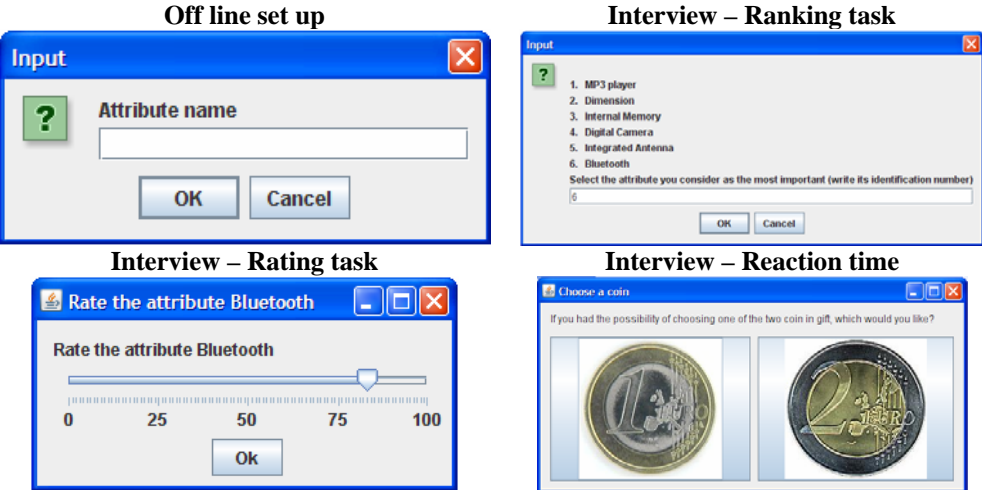 Off line set up
Input
Attribute name
OK Cancel
Interview – Ranking task
Input
1. MP3 player
2. Dimension
3. Internal Memory
4. Digital Camera
5. Integrated Antenna
6. Bluetooth
Select the attribute you consider as the most important (write its identification number)
6
OK Cancel
Interview – Rating task
Rate the attribute Bluetooth
Rate the attribute Bluetooth
0 25 50 75 100
Ok
Interview – Reaction time
Choose a coin
If you had the possibility of choosing one of the two coin in gift, which would you like?
1 EURO
2 EURO